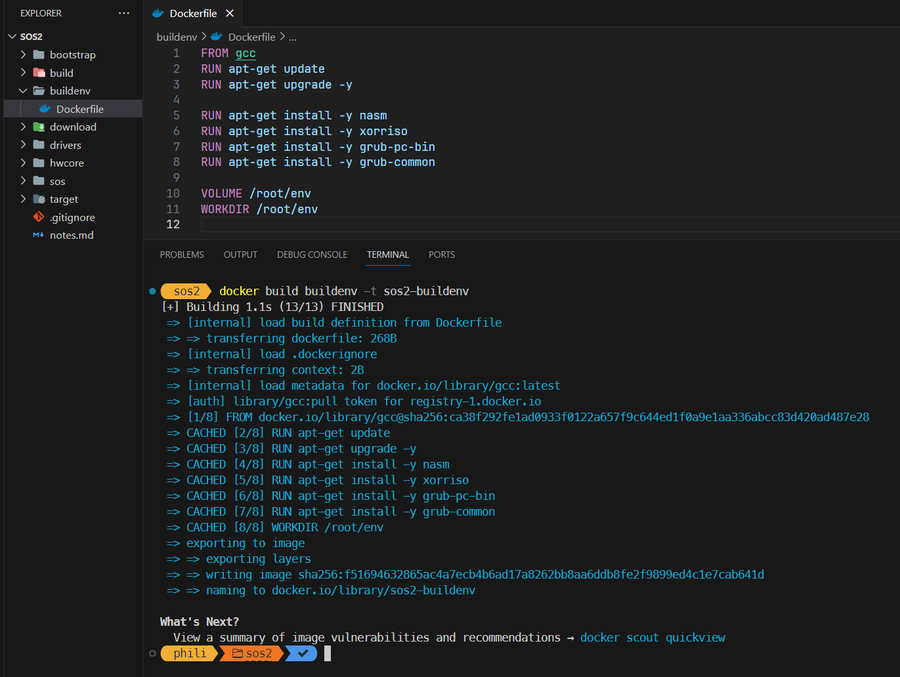 EXPLORER ...
SOS2
bootstrap
build
buildenv
Dockerfile
download
drivers
hwcore
sos
target
.gitignore
notes.md
Dockerfile
buildenv > Dockerfile > ...
1 FROM gcc
2 RUN apt-get update
3 RUN apt-get upgrade -y
4
5 RUN apt-get install -y nasm
6 RUN apt-get install -y xorriso
7 RUN apt-get install -y grub-pc-bin
8 RUN apt-get install -y grub-common
9
10 VOLUME /root/env
11 WORKDIR /root/env
12
PROBLEMS OUTPUT DEBUG CONSOLE TERMINAL PORTS
sos2 docker build buildenv -t sos2-buildenv
[+] Building 1.1s (13/13) FINISHED
=> [internal] load build definition from Dockerfile
=> => transferring dockerfile: 268B
=> [internal] load .dockerignore
=> => transferring context: 2B
=> [internal] load metadata for docker.io/library/gcc:latest
=> [auth] library/gcc:pull token for registry-1.docker.io
=> [1/8] FROM docker.io/library/gcc@sha256:ca38f292fe1ad0933f0122a657f9c644ed1f0a9e1aa336abcc83d420ad487e28
=> CACHED [2/8] RUN apt-get update
=> CACHED [3/8] RUN apt-get upgrade -y
=> CACHED [4/8] RUN apt-get install -y nasm
=> CACHED [5/8] RUN apt-get install -y xorriso
=> CACHED [6/8] RUN apt-get install -y grub-pc-bin
=> CACHED [7/8] RUN apt-get install -y grub-common
=> CACHED [8/8] WORKDIR /root/env
=> exporting to image
=> => exporting layers
=> => writing image sha256:f51694632865ac4a7ecb4b6ad17a8262bb8aa6ddb8fe2f9899ed4c1e7cab641d
=> => naming to docker.io/library/sos2-buildenv
What's Next?
View a summary of image vulnerabilities and recommendations → docker scout quickview
phili sos2 ✔